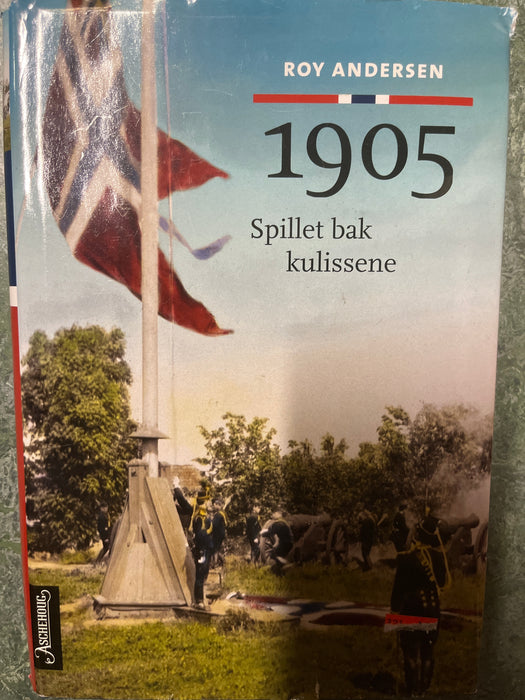 ROY ANDERSEN
1905
Spillet bak
kulissene
ASCHEHOUG